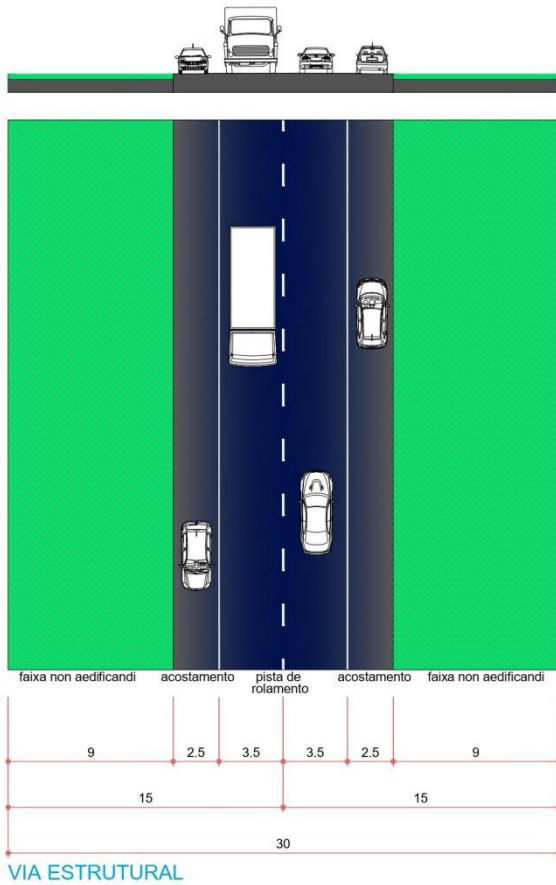 faixa non aedificandi acostamento pista de rolamento acostamento faixa non aedificandi
9 2.5 3.5 3.5 2.5 9
15 15
30
VIA ESTRUTURAL